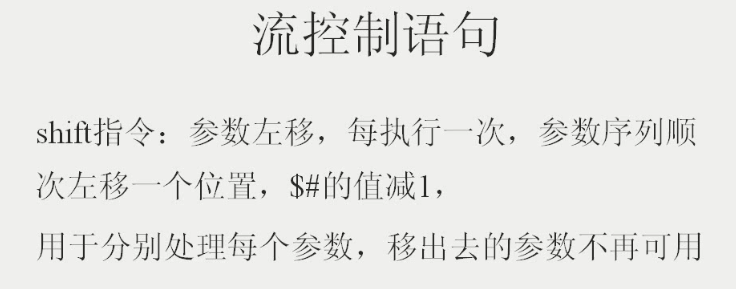 流控制语句
shift指令：参数左移，每执行一次，参数序列顺
次左移一个位置，$#的值减1，
用于分别处理每个参数，移出去的参数不再可用